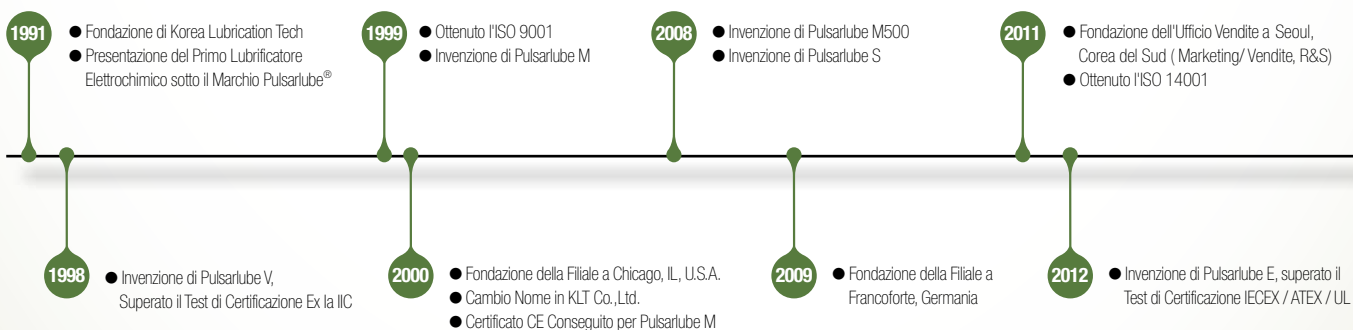 1991
● Fondazione di Korea Lubrication Tech
● Presentazione del Primo Lubrificatore
Elettrochimico sotto il Marchio Pulsarlube®
1998
● Invenzione di Pulsarlube V,
Superato il Test di Certificazione Ex Ia IIC
1999
● Ottenuto l'ISO 9001
● Invenzione di Pulsarlube M
2000
● Fondazione della Filiale a Chicago, IL, U.S.A.
● Cambio Nome in KLT Co.,Ltd.
● Certificato CE Conseguito per Pulsarlube M
2008
● Invenzione di Pulsarlube M500
● Invenzione di Pulsarlube S
2009
● Fondazione della Filiale a
Francoforte, Germania
2011
● Fondazione dell'Ufficio Vendite a Seoul,
Corea del Sud ( Marketing/ Vendite, R&S)
● Ottenuto l'ISO 14001
2012
● Invenzione di Pulsarlube E, superato il
Test di Certificazione IECEX / ATEX / UL